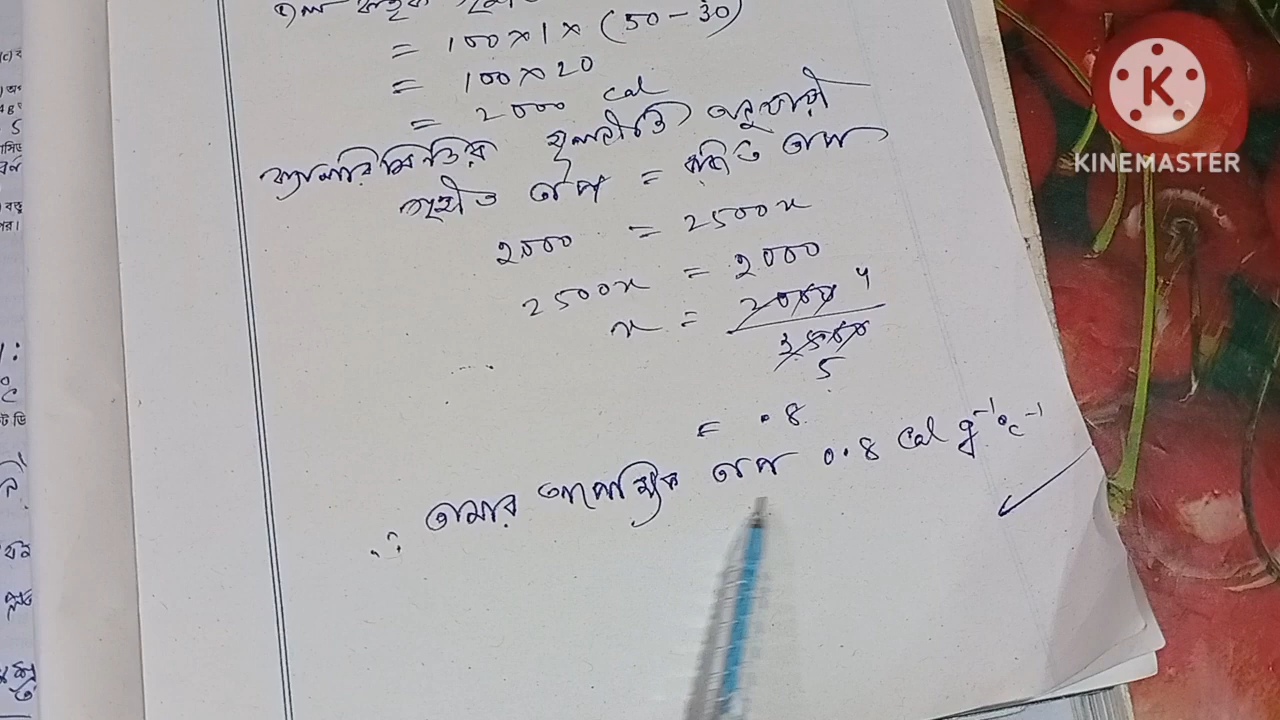 = 100×1× (50 – 30)
= 100×20
= 2000 cal
ক্যালরিমিতির মূলনীতি অনুযায়ী
গৃহীত তাপ = বর্জিত তাপ
2000 = 2500x
2500x = 2000
x = 2000 4
2500
5
= .8
∴ তামার আপেক্ষিক তাপ 0.8 Cal g⁻¹°c⁻¹
KINEMASTER